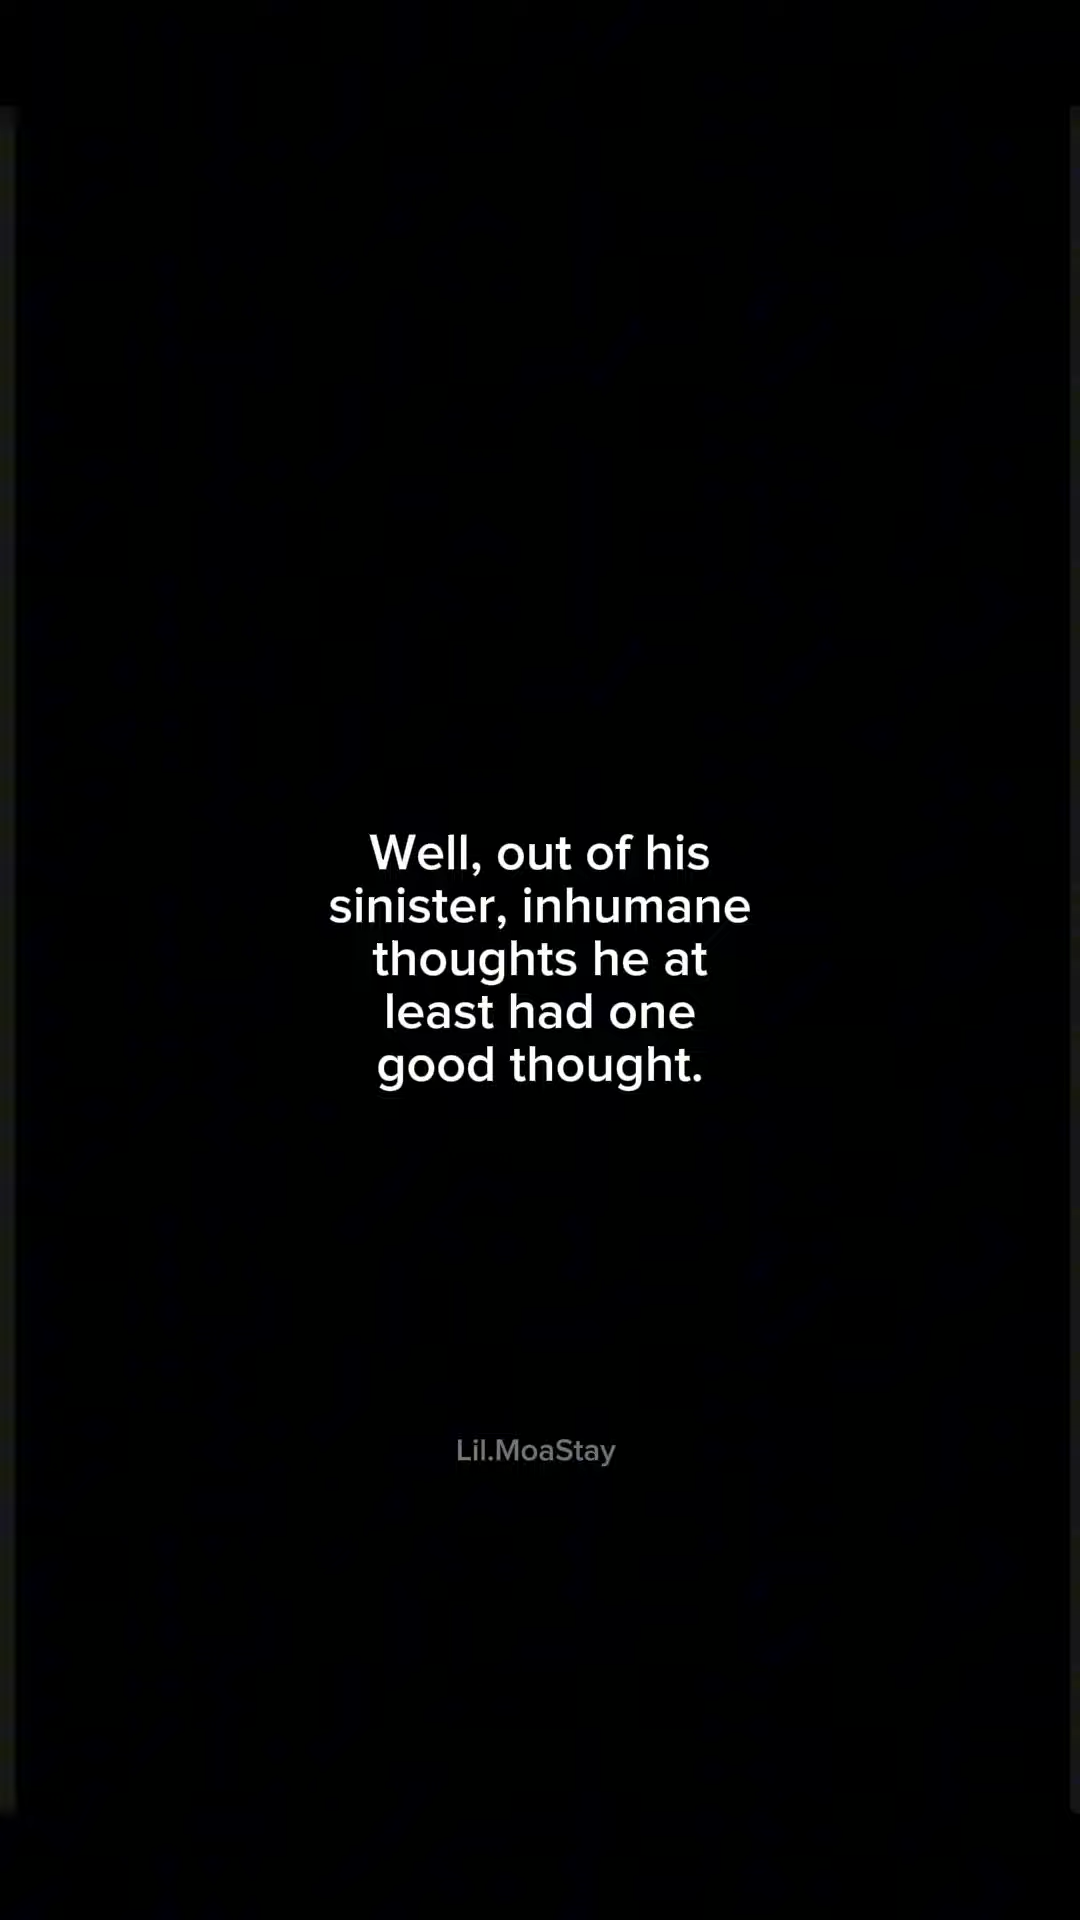 Well, out of his
sinister, inhumane
thoughts he at
least had one
good thought.
Lil.MoaStay